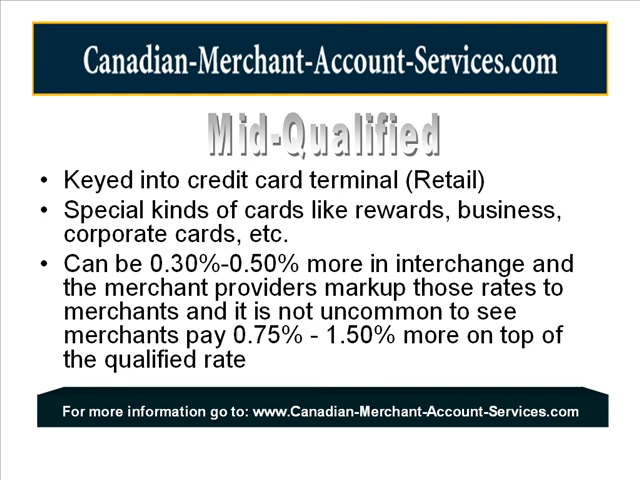 Canadian-Merchant-Account-Services.com
Mid-Qualified
• Keyed into credit card terminal (Retail)
• Special kinds of cards like rewards, business,
corporate cards, etc.
• Can be 0.30%-0.50% more in interchange and
the merchant providers markup those rates to
merchants and it is not uncommon to see
merchants pay 0.75% - 1.50% more on top of
the qualified rate
For more information go to: www.Canadian-Merchant-Account-Services.com